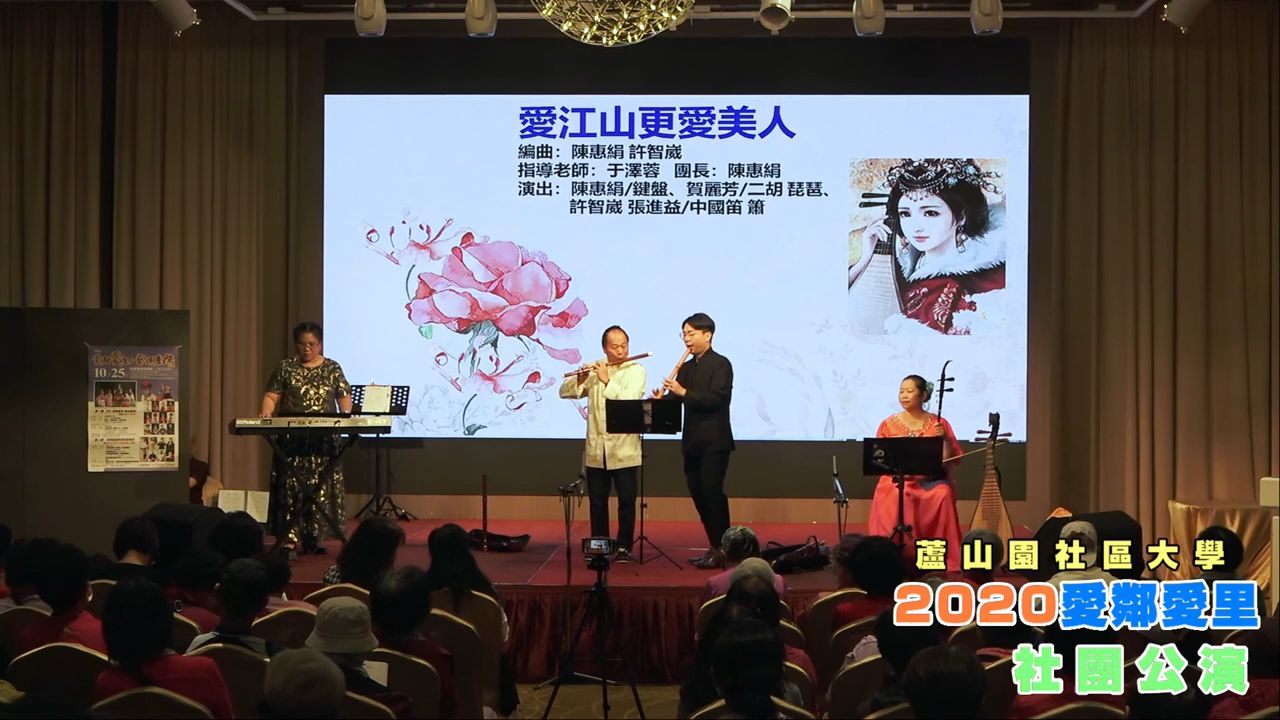 愛江山更愛美人
編曲：陳惠絹 許智崴
指導老師：于澤蓉 團長：陳惠絹
演出：陳惠絹/鍵盤、賀麗芳/二胡 琵琶、
許智崴 張進益/中國笛 簫
10/25
Roland
蘆山園社區大學
2020愛鄰愛里
社團公演